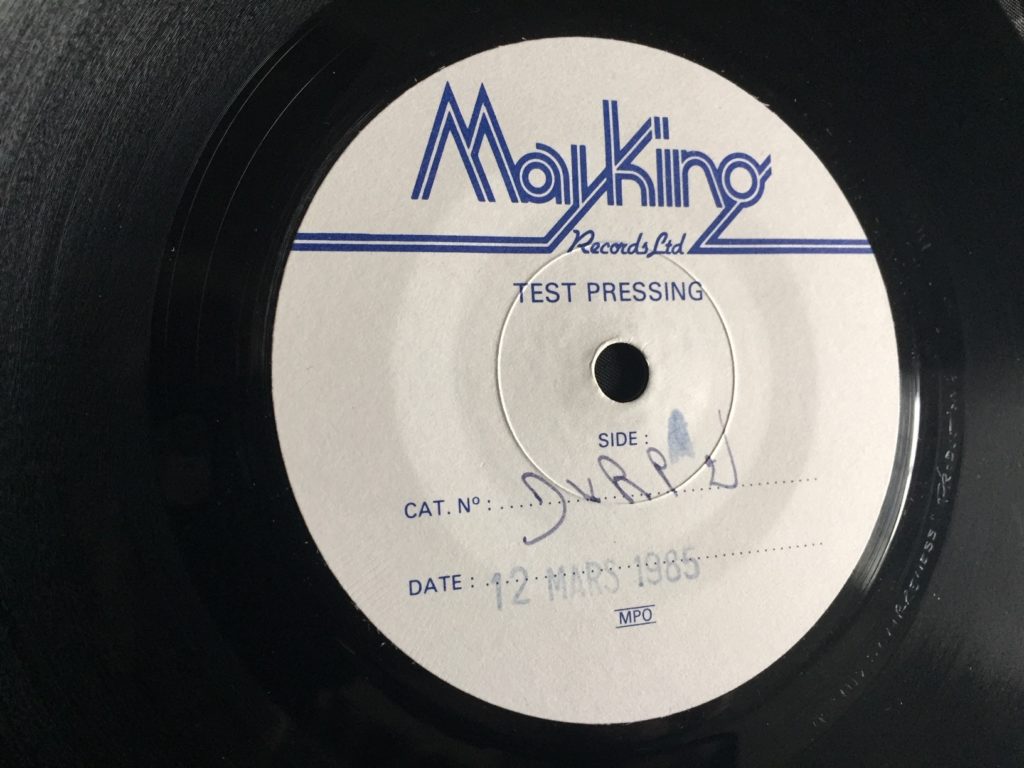 MayKing
Records Ltd
TEST PRESSING
SIDE : A
CAT. Nº :
DATE : 12 MARS 1985
MPO